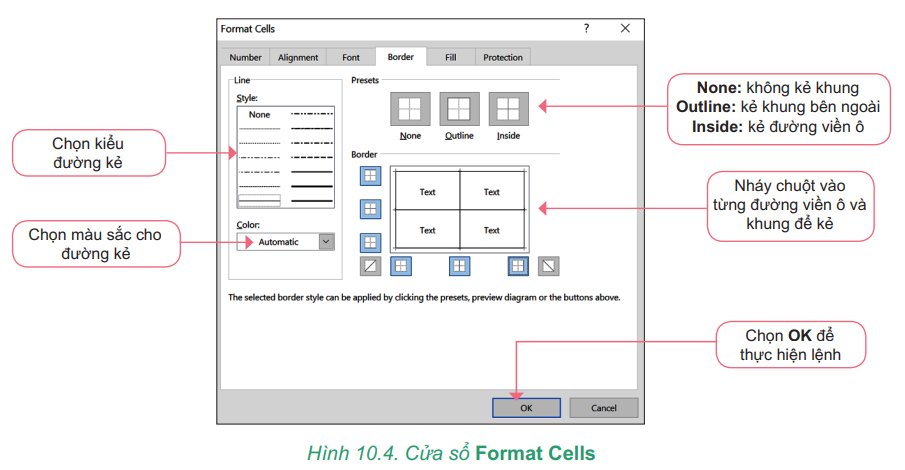 Format Cells
?
Number
Alignment
Font
Border
Fill
Protection
Line
Style:
None
Color:
Automatic
Presets
None
Outline
Inside
Border
Text
Text
Text
Text
The selected border style can be applied by clicking the presets, preview diagram or the buttons above.
OK
Cancel
Chọn kiểu
đường kẻ
Chọn màu sắc cho
đường kẻ
None: không kẻ khung
Outline: kẻ khung bên ngoài
Inside: kẻ đường viền ô
Nháy chuột vào
từng đường viền ô và
khung để kẻ
Chọn OK để
thực hiện lệnh
Hình 10.4. Cửa sổ Format Cells